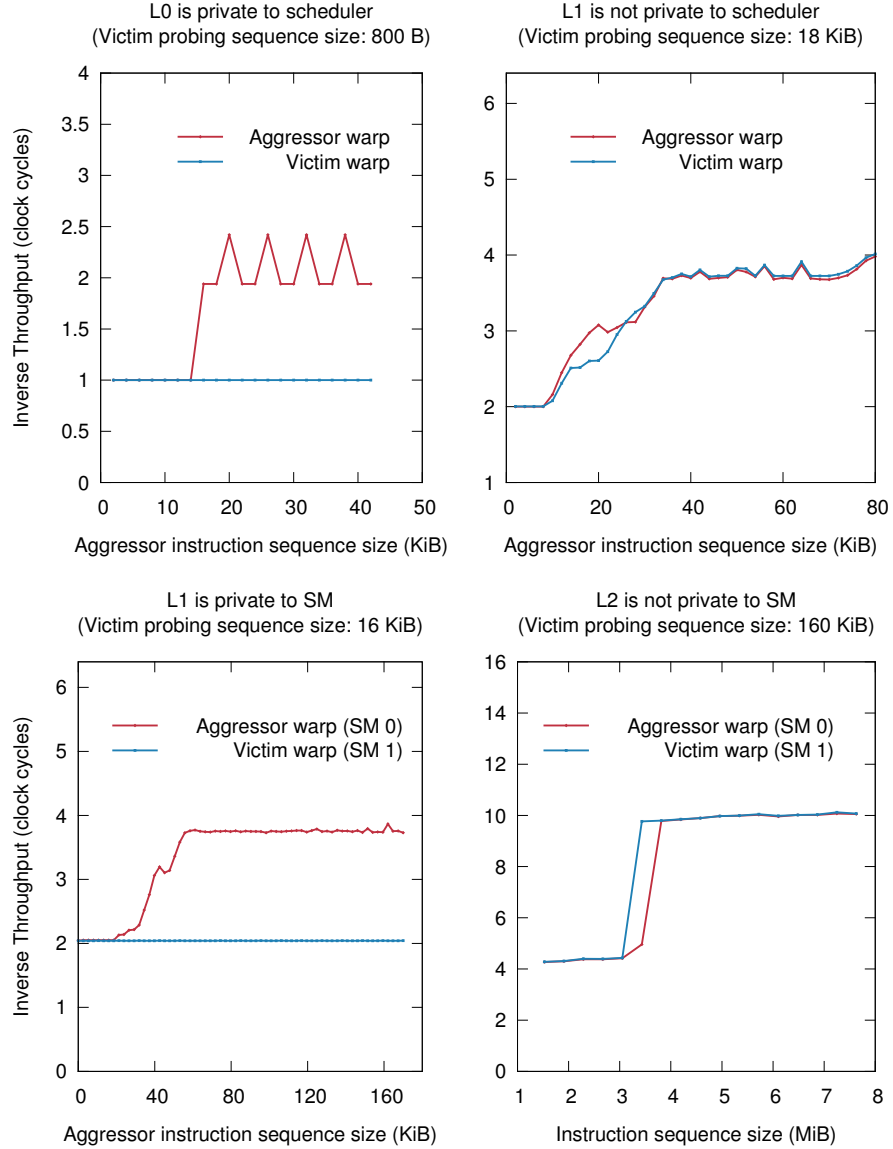 L0 is private to scheduler
(Victim probing sequence size: 800 B)
4
3.5
3
2.5
2
1.5
1
0.5
0
Inverse Throughput (clock cycles)
Aggressor warp
Victim warp
0 10 20 30 40 50
Aggressor instruction sequence size (KiB)
L1 is not private to scheduler
(Victim probing sequence size: 18 KiB)
6
5
4
3
2
1
Aggressor warp
Victim warp
0 20 40 60 80
Aggressor instruction sequence size (KiB)
L1 is private to SM
(Victim probing sequence size: 16 KiB)
6
5
4
3
2
1
0
Inverse Throughput (clock cycles)
Aggressor warp (SM 0)
Victim warp (SM 1)
0 40 80 120 160
Aggressor instruction sequence size (KiB)
L2 is not private to SM
(Victim probing sequence size: 160 KiB)
16
14
12
10
8
6
4
2
0
Aggressor warp (SM 0)
Victim warp (SM 1)
1 2 3 4 5 6 7 8
Instruction sequence size (MiB)